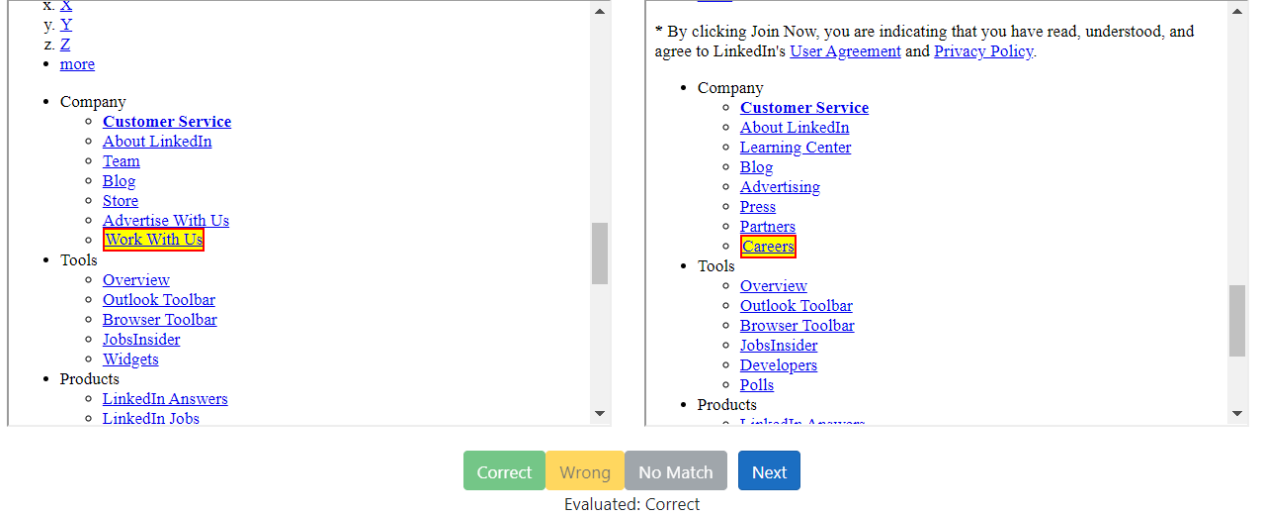 x. X
y. Y
z. Z
• more
• Company
◦ Customer Service
◦ About LinkedIn
◦ Team
◦ Blog
◦ Store
◦ Advertise With Us
◦ Work With Us
• Tools
◦ Overview
◦ Outlook Toolbar
◦ Browser Toolbar
◦ JobsInsider
◦ Widgets
• Products
◦ LinkedIn Answers
◦ LinkedIn Jobs
* By clicking Join Now, you are indicating that you have read, understood, and
agree to LinkedIn's User Agreement and Privacy Policy.
• Company
◦ Customer Service
◦ About LinkedIn
◦ Learning Center
◦ Blog
◦ Advertising
◦ Press
◦ Partners
◦ Careers
• Tools
◦ Overview
◦ Outlook Toolbar
◦ Browser Toolbar
◦ JobsInsider
◦ Developers
◦ Polls
• Products
◦ LinkedIn Answers
Correct Wrong No Match Next
Evaluated: Correct